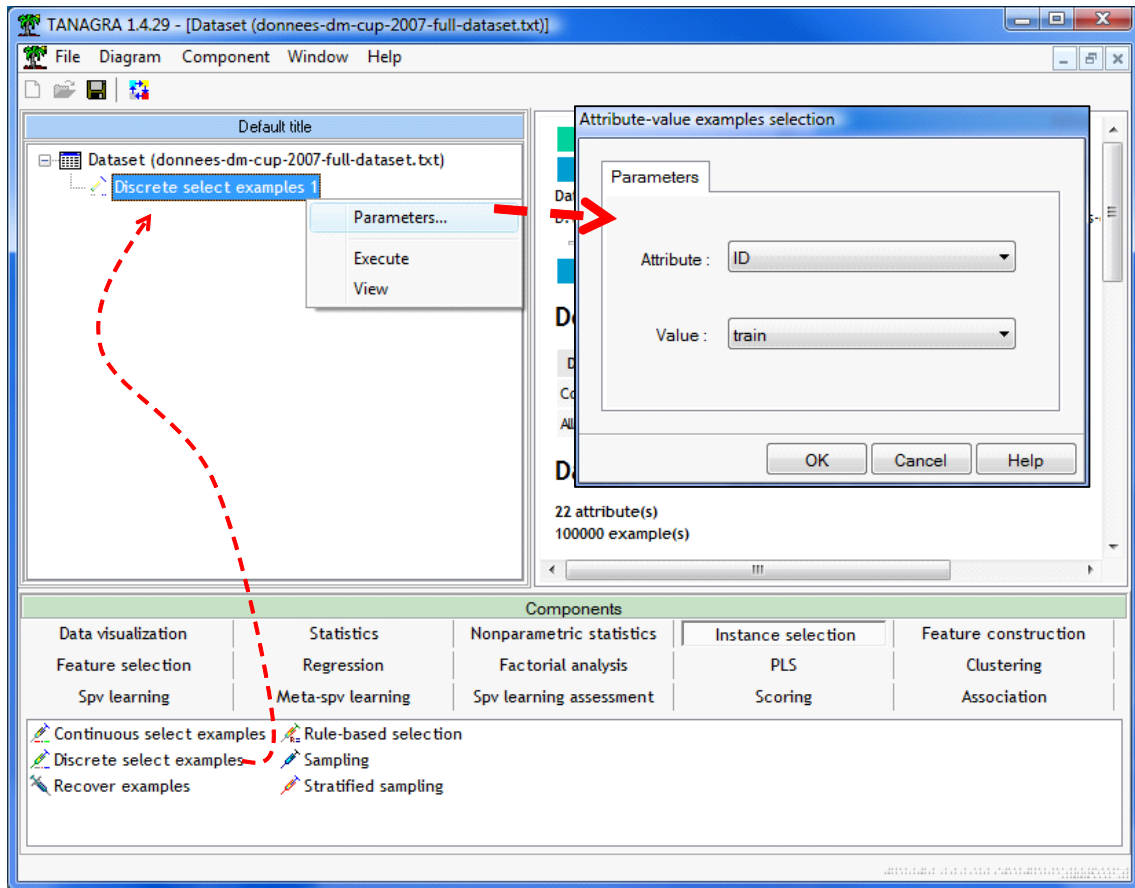 TANAGRA 1.4.29 - [Dataset (donnees-dm-cup-2007-full-dataset.txt)]
File Diagram Component Window Help
Default title
Dataset (donnees-dm-cup-2007-full-dataset.txt)
Discrete select examples 1
Parameters...
Execute
View
Attribute-value examples selection
Parameters
Attribute : ID
Value : train
OK Cancel Help
22 attribute(s)
100000 example(s)
Components
Data visualization Statistics Nonparametric statistics Instance selection Feature construction
Feature selection Regression Factorial analysis PLS Clustering
Spv learning Meta-spv learning Spv learning assessment Scoring Association
Continuous select examples Rule-based selection
Discrete select examples Sampling
Recover examples Stratified sampling